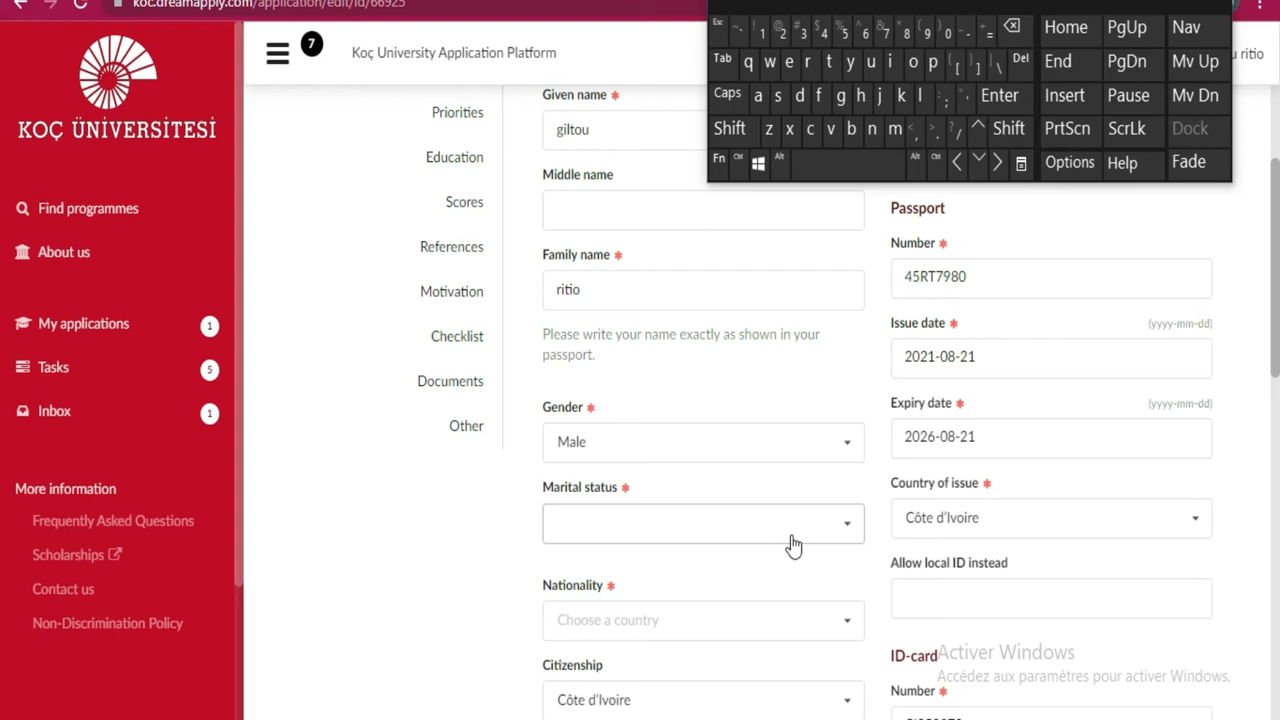 koc.dreamapply.com/application/edit/id/66925
KOÇ ÜNİVERSİTESİ
Find programmes
About us
My applications 1
Tasks 5
Inbox 1
More information
Frequently Asked Questions
Scholarships
Contact us
Non-Discrimination Policy
7
Koç University Application Platform
ritio
Priorities
Education
Scores
References
Motivation
Checklist
Documents
Other
Given name *
giltou
Middle name
Family name *
ritio
Please write your name exactly as shown in your
passport.
Gender *
Male
Marital status *
Nationality *
Choose a country
Citizenship
Côte d'Ivoire
Passport
Number *
45RT7980
Issue date * (yyyy-mm-dd)
2021-08-21
Expiry date * (yyyy-mm-dd)
2026-08-21
Country of issue *
Côte d'Ivoire
Allow local ID instead
ID-card
Number *
Activer Windows
Accédez aux paramètres pour activer Windows.
Esc ~ ` ! 1 @ 2 # 3 $ 4 % 5 ^ 6 & 7 * 8 ( 9 ) 0 _ - + = Home PgUp Nav
Tab q w e r t y u i o p { [ } ] | \ Del End PgDn Mv Up
Caps a s d f g h j k l : ; " ' Enter Insert Pause Mv Dn
Shift z x c v b n m < , > . ? / ^ Shift PrtScn ScrLk Dock
Fn Ctrl Alt Alt Ctrl Options Help Fade